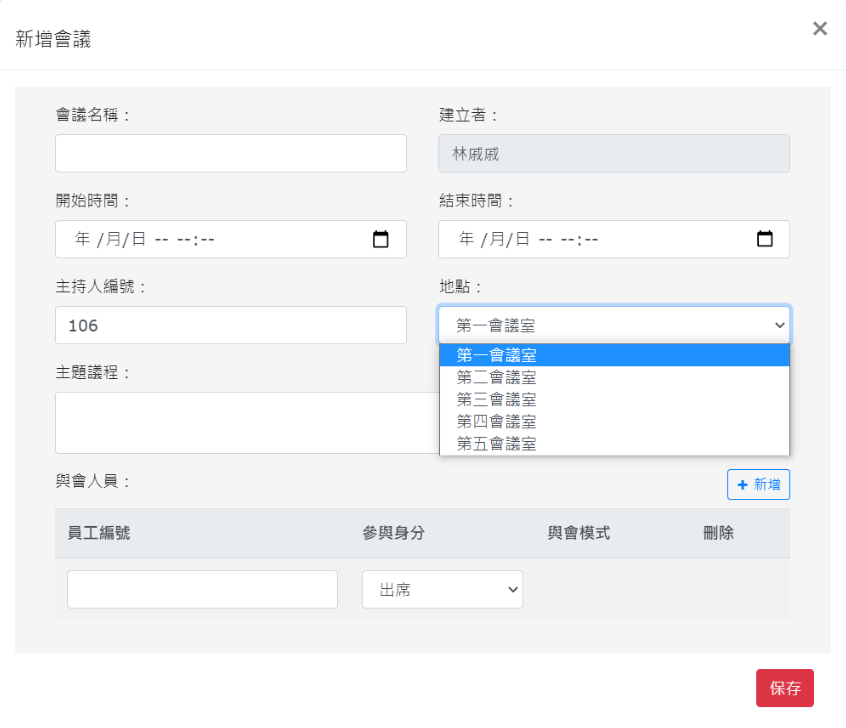 新增會議
×
會議名稱：
建立者：
林戚戚
開始時間：
結束時間：
年 /月/日 -- --:--
年 /月/日 -- --:--
主持人編號：
地點：
106
第一會議室
第一會議室
第二會議室
第三會議室
第四會議室
第五會議室
主題議程：
與會人員：
+ 新增
員工編號 參與身分 與會模式 刪除
出席
保存